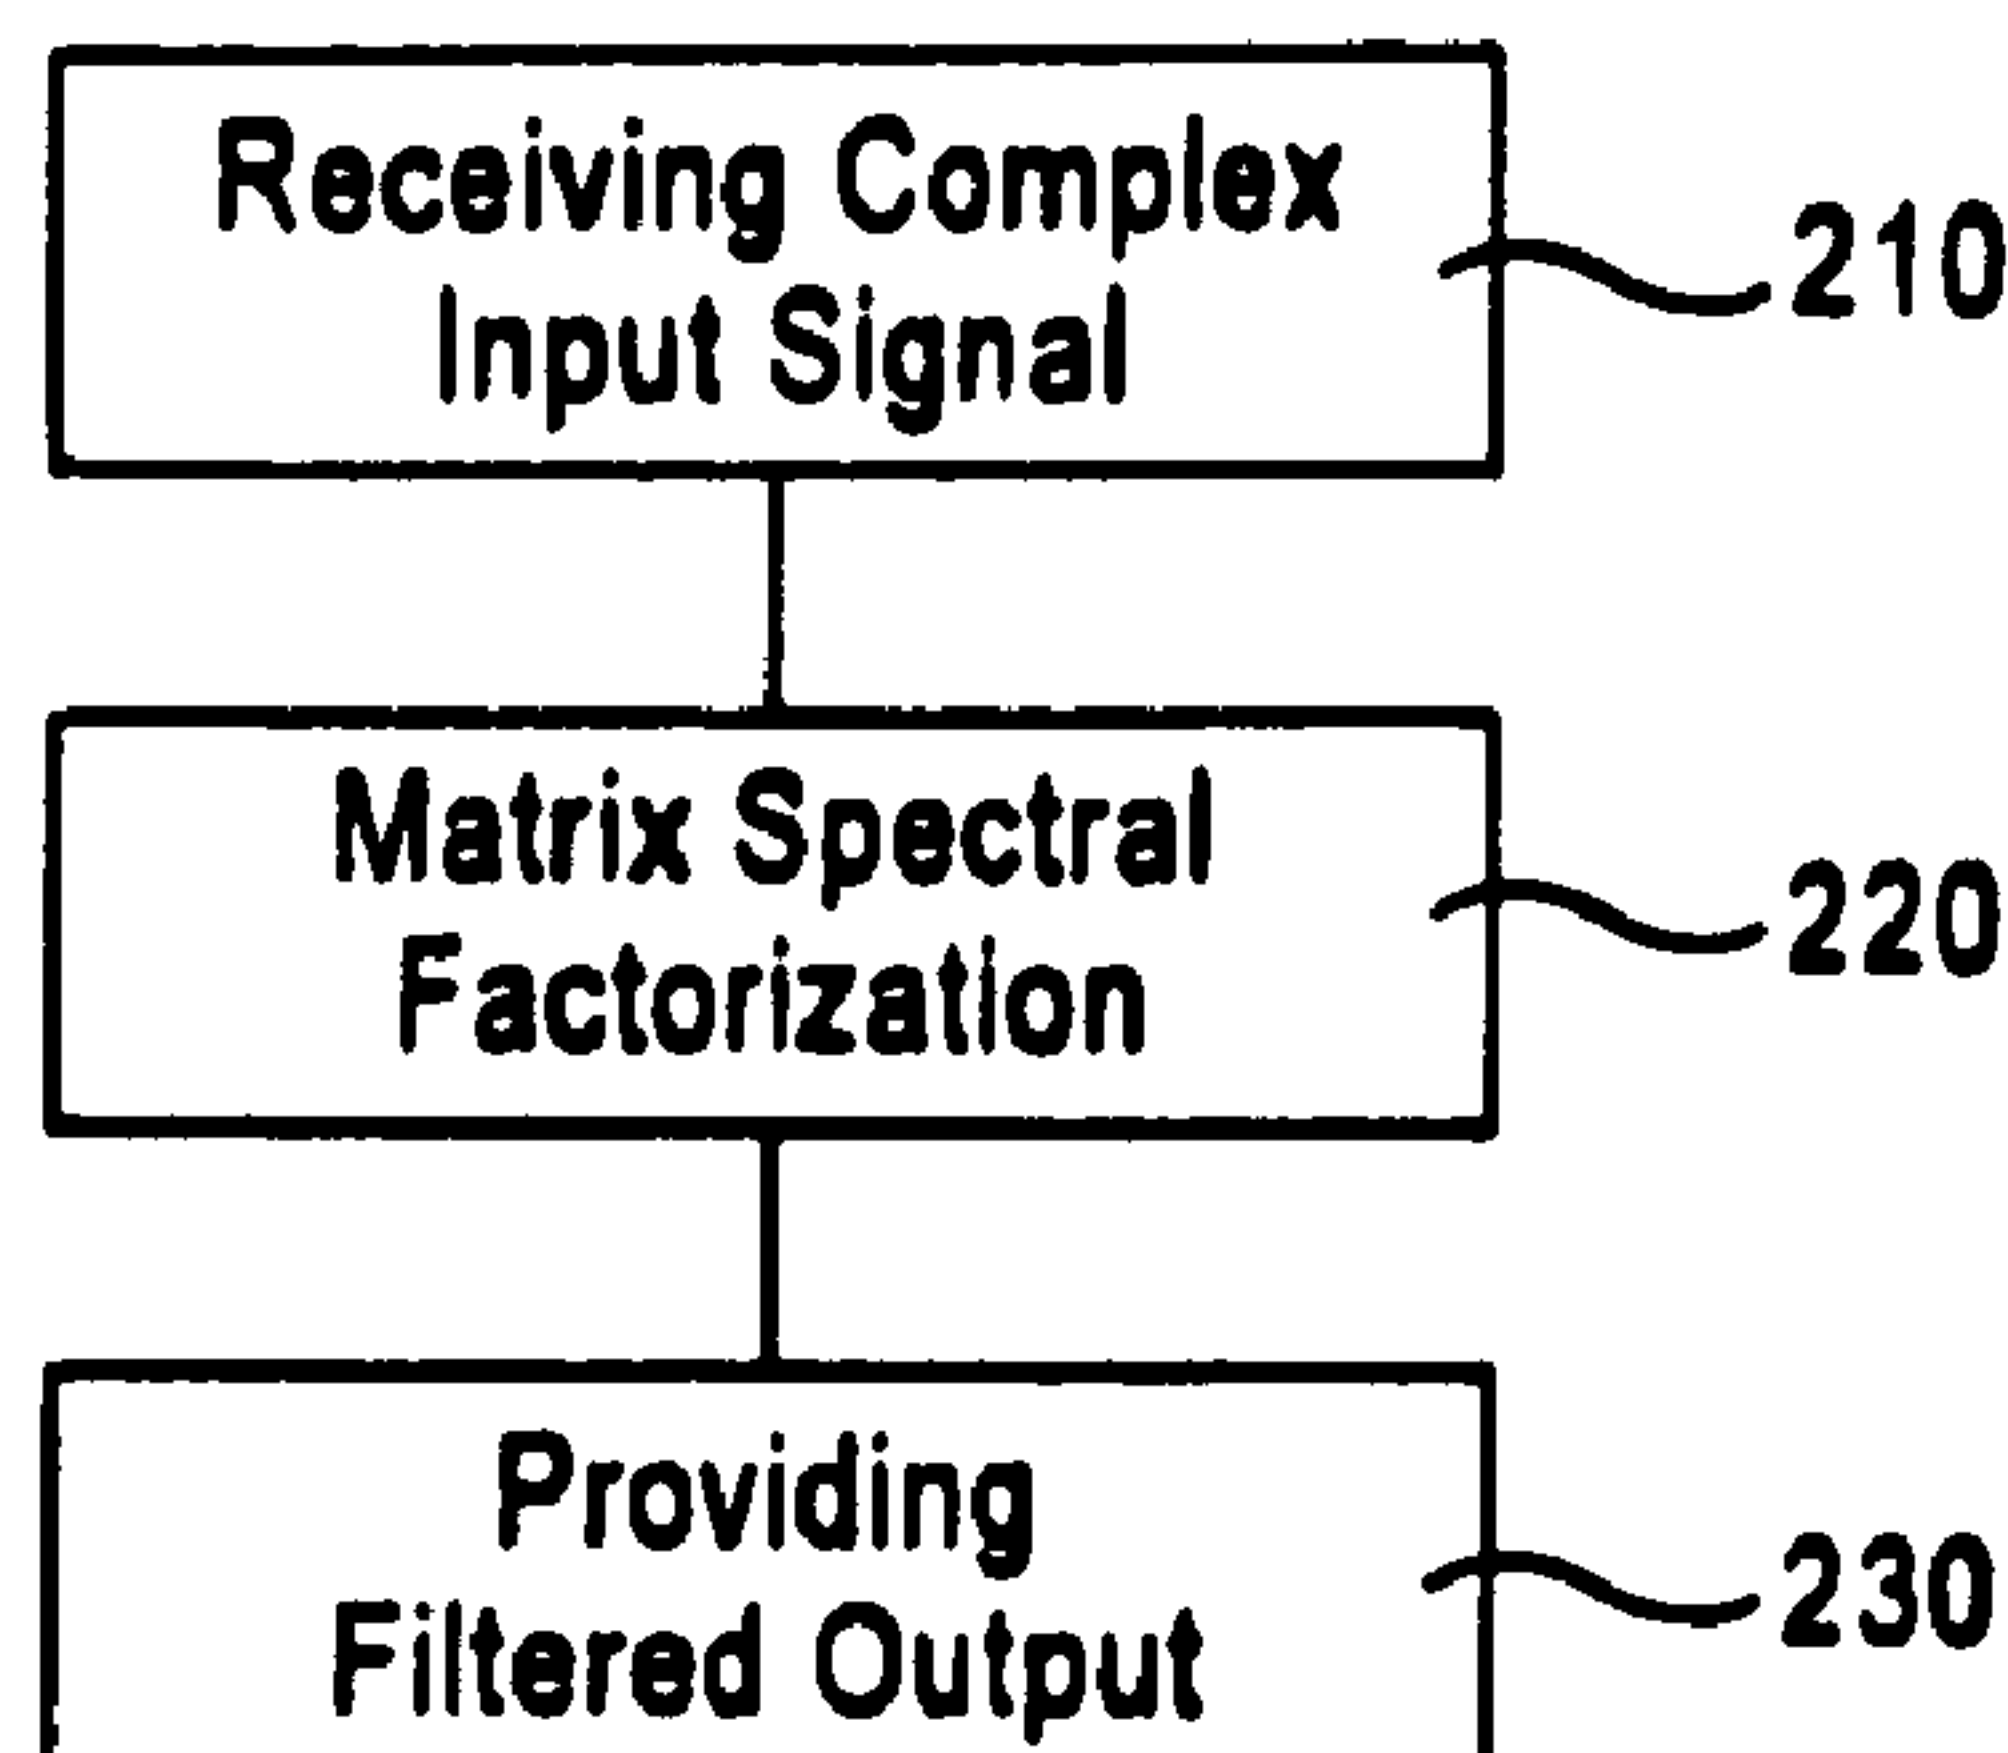 Receiving Complex
Input Signal
210
Matrix Spectral
Factorization
220
Providing
Filtered Output
230